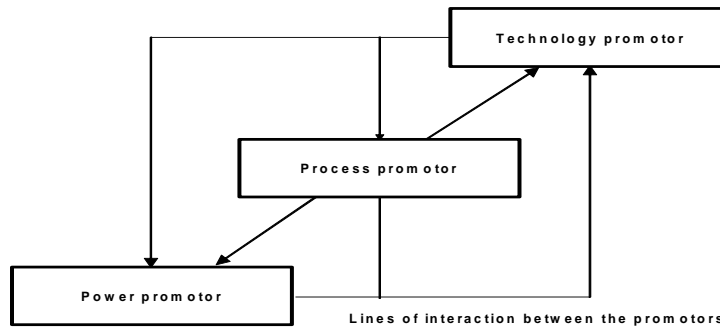 Technology promotor
Process promotor
Power promotor
Lines of interaction between the promotors